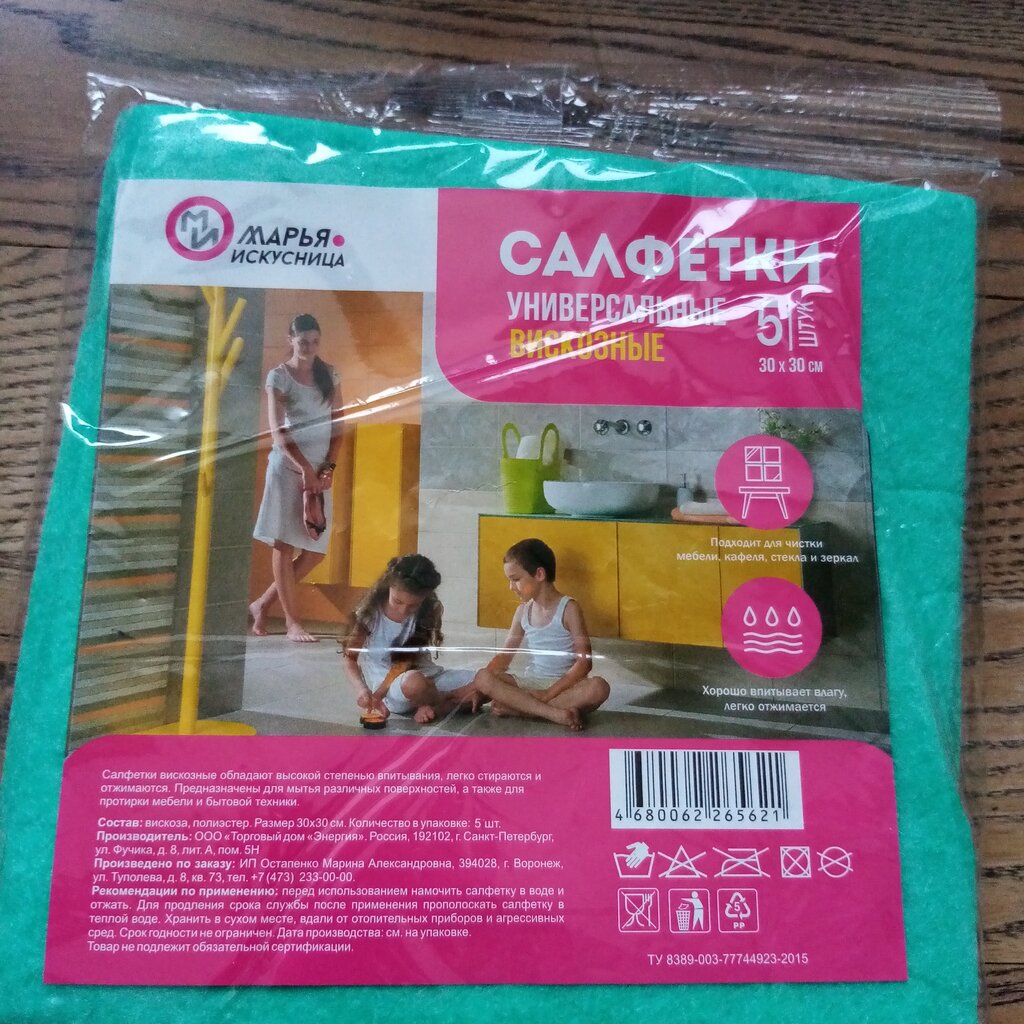 МИ
МАРЬЯ
ИСКУСНИЦА
САЛФЕТКИ
УНИВЕРСАЛЬНЫЕ
ВИСКОЗНЫЕ
5 ШТУК
30 х 30 см
Подходит для чистки
мебели, кафеля, стекла и зеркал
Хорошо впитывает влагу,
легко отжимается
Салфетки вискозные обладают высокой степенью впитывания, легко стираются и
отжимаются. Предназначены для мытья различных поверхностей, а также для
протирки мебели и бытовой техники.
Состав: вискоза, полиэстер. Размер 30х30 см. Количество в упаковке: 5 шт.
Производитель: ООО «Торговый дом «Энергия». Россия, 192102, г. Санкт-Петербург,
ул. Фучика, д. 8, лит. А, пом. 5Н
Произведено по заказу: ИП Остапенко Марина Александровна, 394028, г. Воронеж,
ул. Туполева, д. 8, кв. 73, тел. +7 (473) 233-00-00.
Рекомендации по применению: перед использованием намочить салфетку в воде и
отжать. Для продления срока службы после применения прополоскать салфетку в
теплой воде. Хранить в сухом месте, вдали от отопительных приборов и агрессивных
сред. Срок годности не ограничен. Дата производства: см. на упаковке.
Товар не подлежит обязательной сертификации.
4 680062 265621
5
PP
ТУ 8389-003-77744923-2015